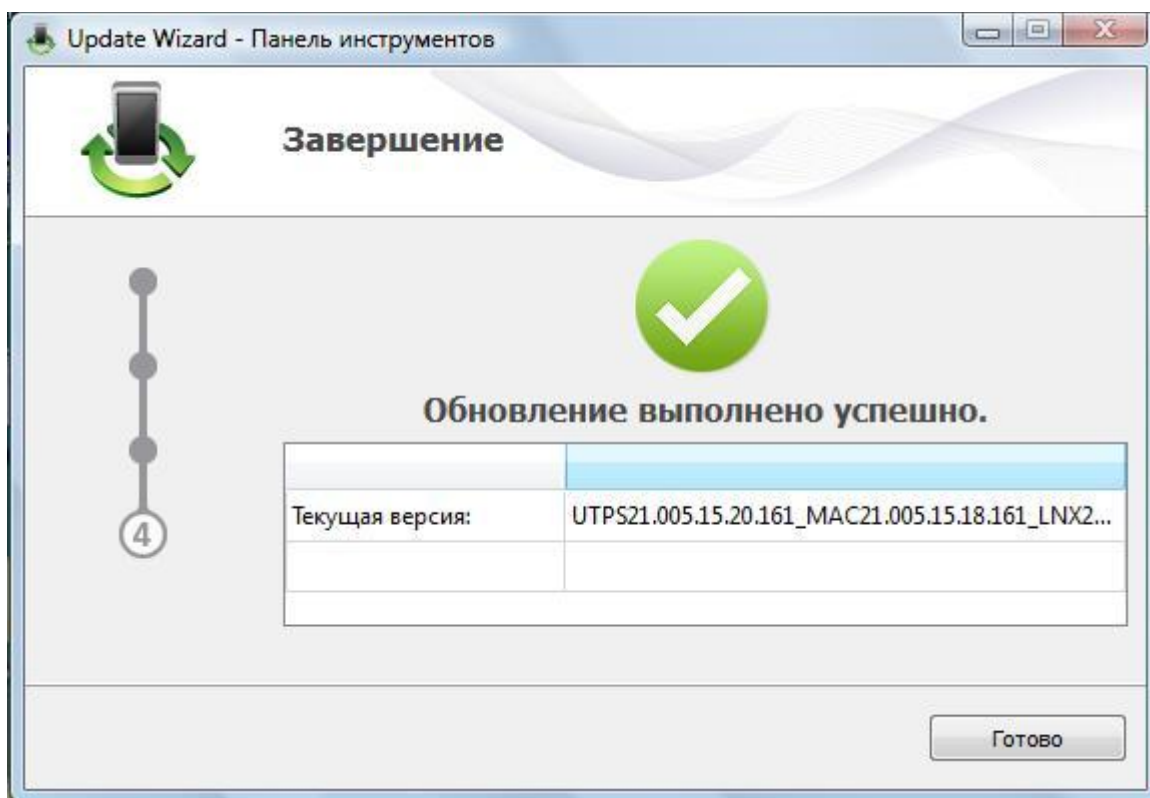 Update Wizard - Панель инструментов
Завершение
Обновление выполнено успешно.
Текущая версия: UTPS21.005.15.20.161_MAC21.005.15.18.161_LNX2...
4
Готово